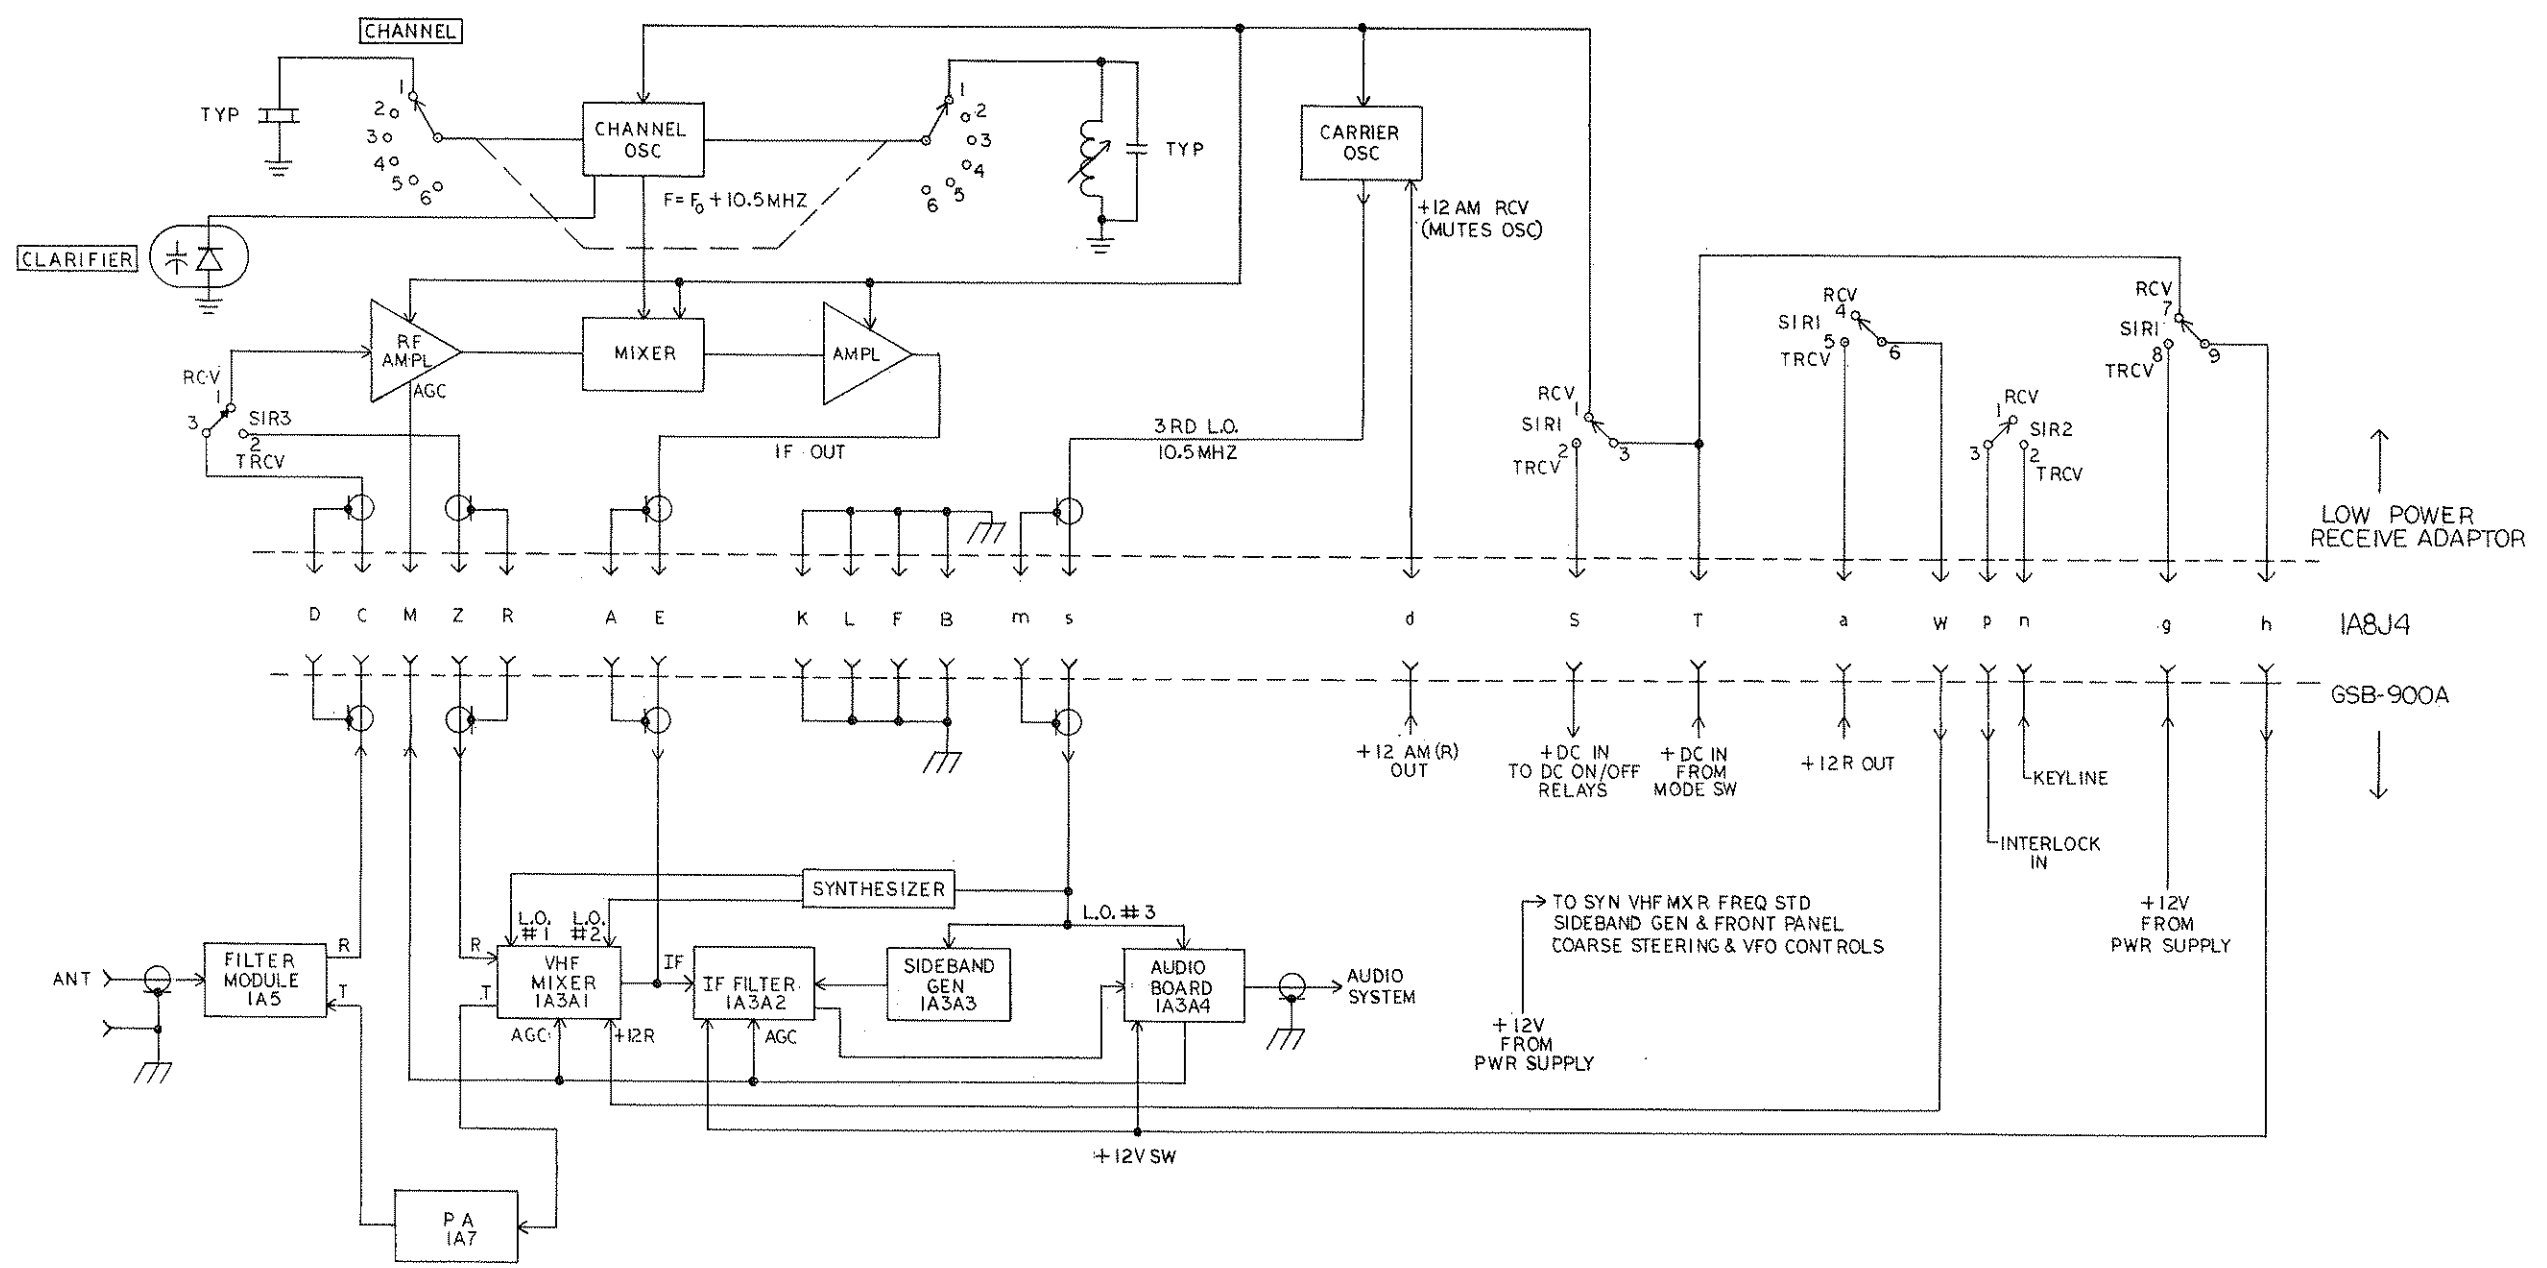 CHANNEL
TYP
1
2
3
4
5
6
CHANNEL
OSC
F=F0+10.5MHZ
1
2
3
4
5
6
TYP
CARRIER
OSC
+12 AM RCV
(MUTES OSC)
CLARIFIER
RF
AMPL
AGC
MIXER
AMPL
RCV
1
3
SIR3
2
TRCV
IF OUT
3RD L.O.
10.5MHZ
RCV
1
SIR1
2
TRCV
3
RCV
4
SIR1
5
TRCV
6
RCV
1
SIR2
3
2
TRCV
RCV
7
SIR1
8
TRCV
9
LOW POWER
RECEIVE ADAPTOR
D C M Z R A E K L F B m s d S T a W p n g h
1A8J4
GSB-900A
+12 AM(R)
OUT
+DC IN
TO DC ON/OFF
RELAYS
+DC IN
FROM
MODE SW
+12R OUT
KEYLINE
INTERLOCK
IN
+12V
FROM
PWR SUPPLY
TO SYN VHF MXR FREQ STD
SIDEBAND GEN & FRONT PANEL
COARSE STEERING & VFO CONTROLS
+12V
FROM
PWR SUPPLY
SYNTHESIZER
L.O.
#1
L.O.
#2
L.O. #3
ANT
FILTER
MODULE
1A5
R
T
R
T
VHF
MIXER
1A3A1
AGC
+12R
IF
IF FILTER
1A3A2
AGC
SIDEBAND
GEN
1A3A3
AUDIO
BOARD
1A3A4
AUDIO
SYSTEM
+12V SW
PA
1A7